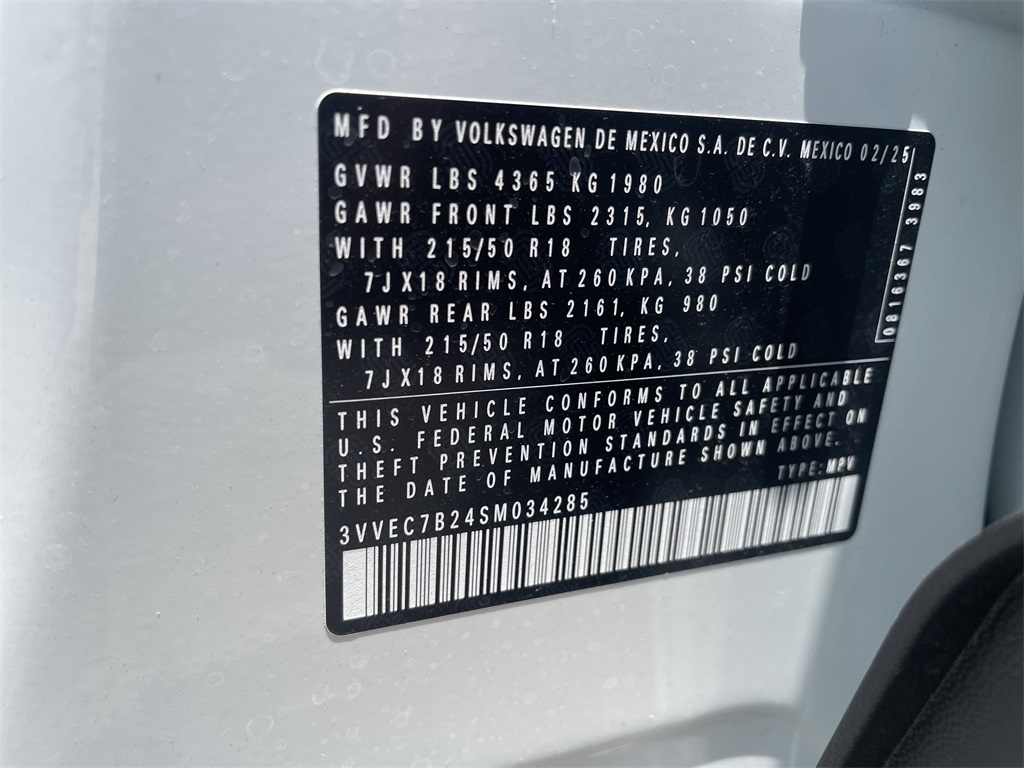 MFD BY VOLKSWAGEN DE MEXICO S.A. DE C.V. MEXICO 02/25
GVWR LBS 4365 KG 1980
GAWR FRONT LBS 2315, KG 1050
WITH 215/50 R18 TIRES,
7J X18 RIMS, AT 260 KPA, 38 PSI COLD
GAWR REAR LBS 2161, KG 980
WITH 215/50 R18 TIRES,
7J X18 RIMS, AT 260 KPA, 38 PSI COLD
0816367 3983
THIS VEHICLE CONFORMS TO ALL APPLICABLE
U.S. FEDERAL MOTOR VEHICLE SAFETY AND
THEFT PREVENTION STANDARDS IN EFFECT ON
THE DATE OF MANUFACTURE SHOWN ABOVE.
TYPE: MPV
3VVEC7B24SM034285